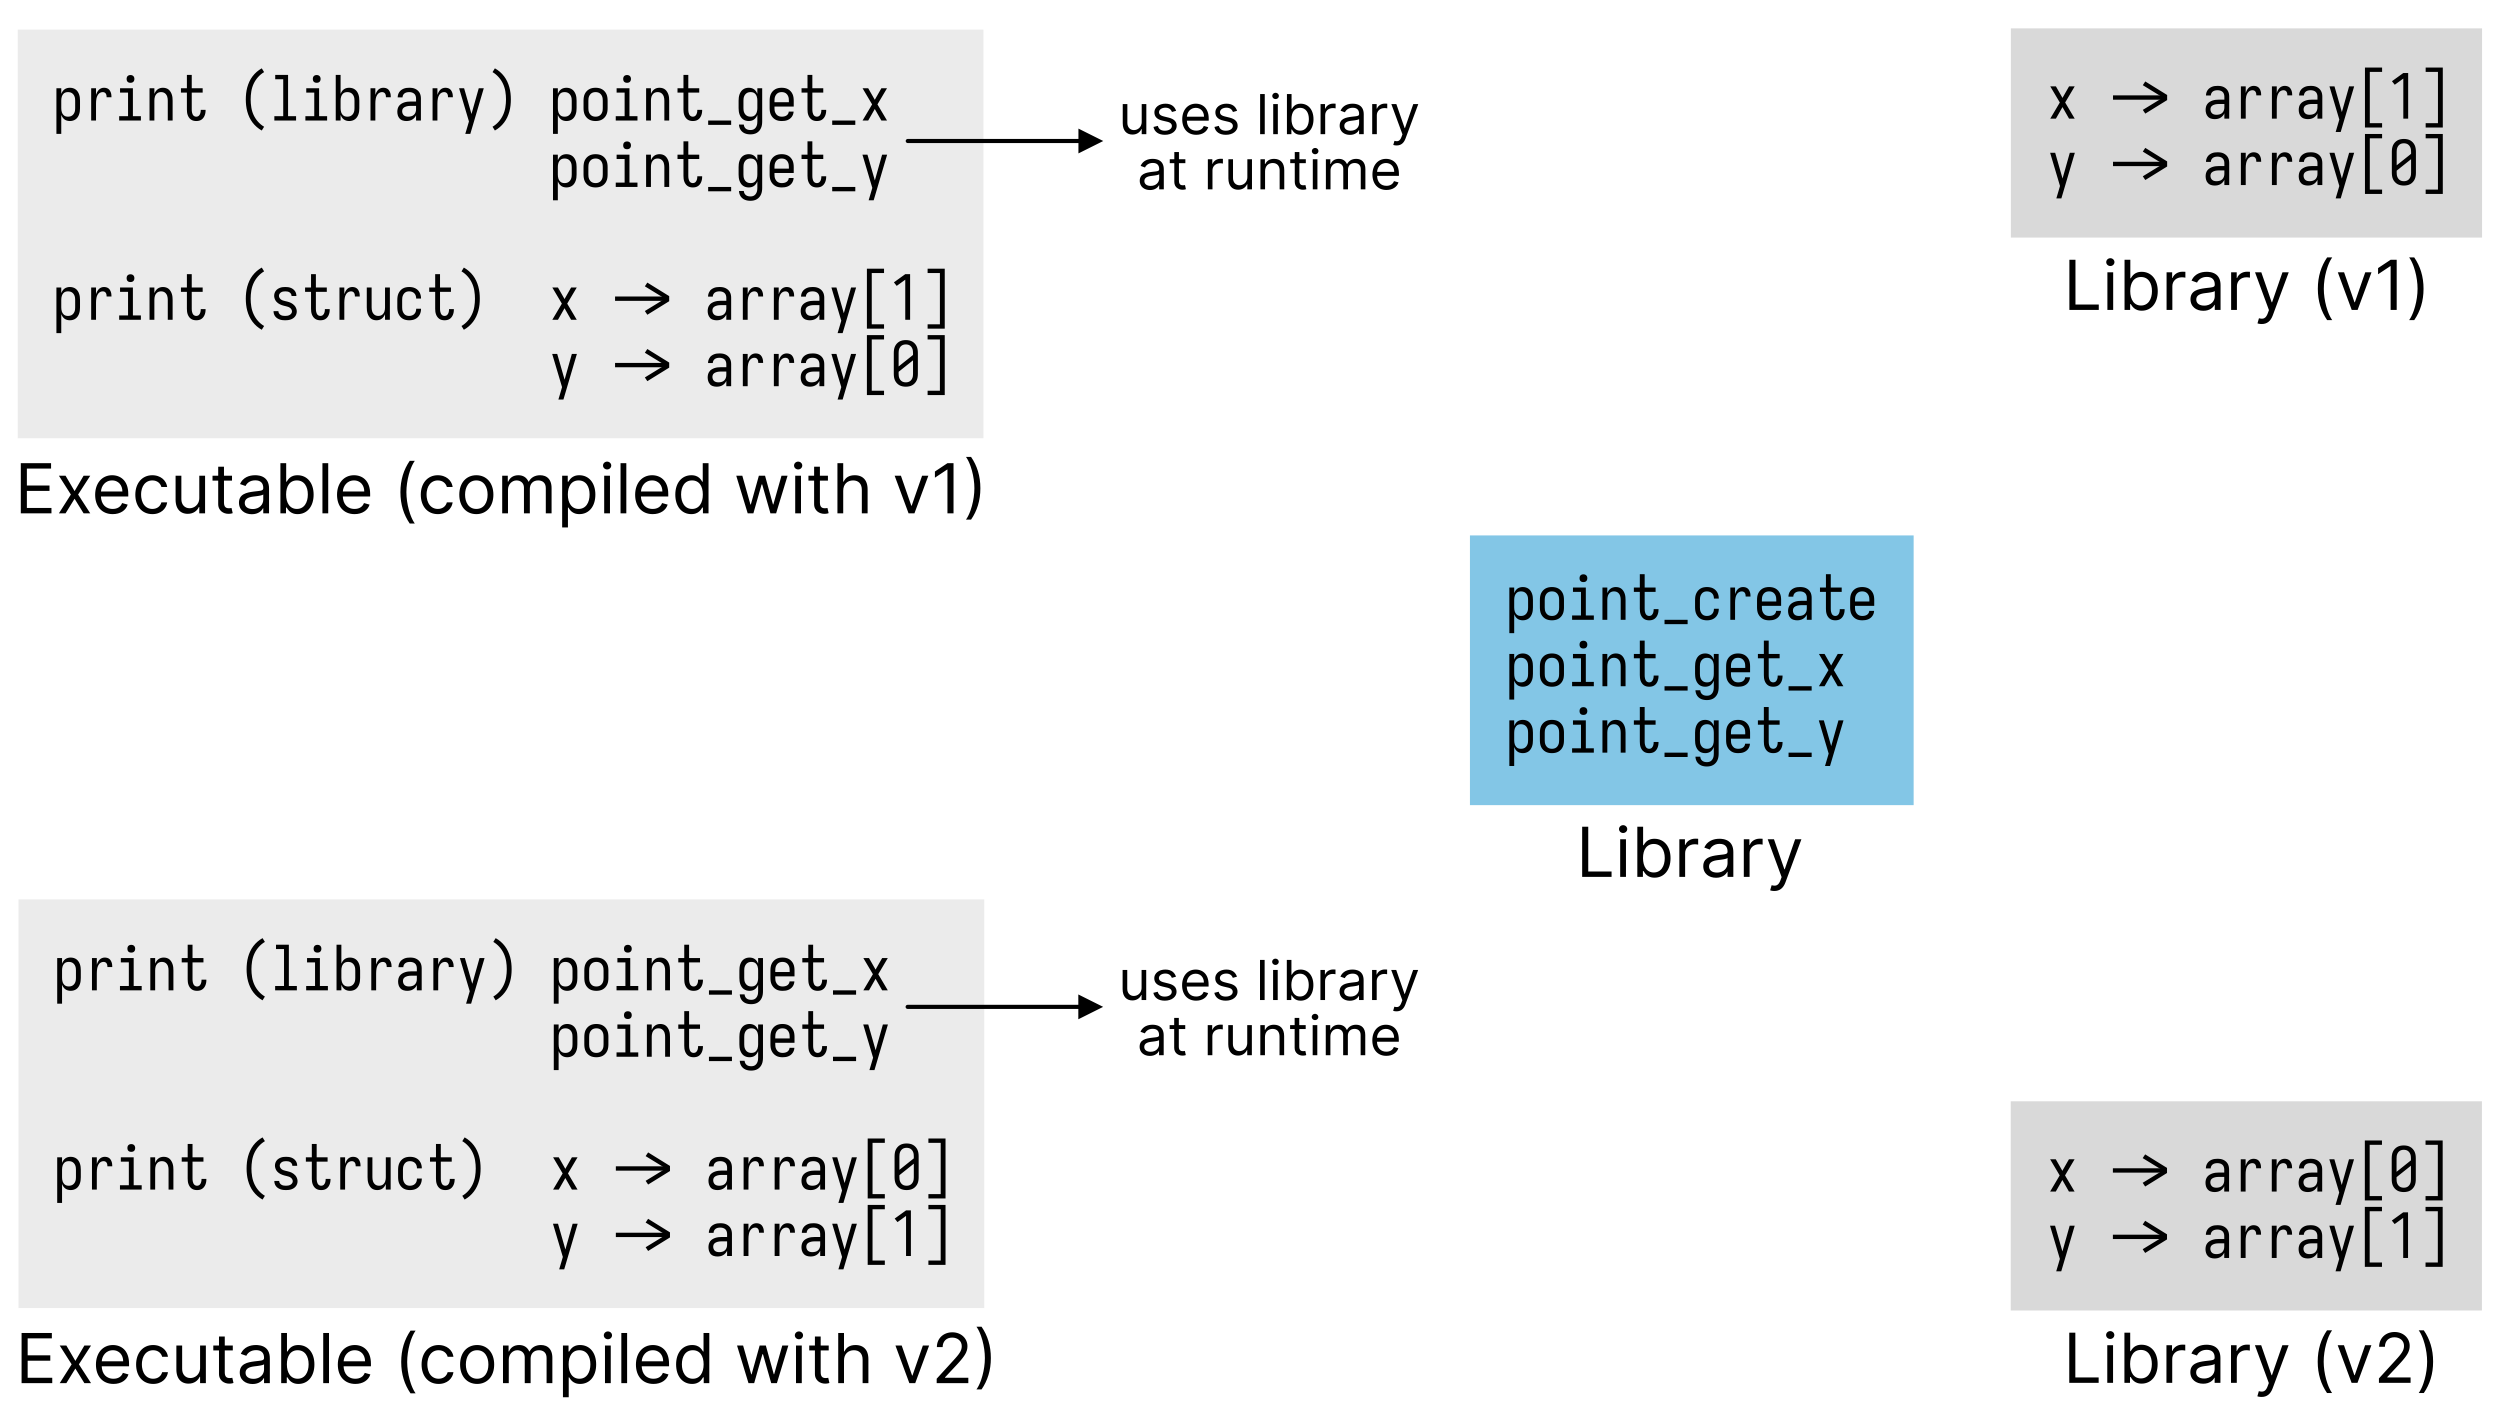 print (library) point_get_x
point_get_y
print (struct) x → array[1]
y → array[0]
Executable (compiled with v1)
uses library
at runtime
x → array[1]
y → array[0]
Library (v1)
point_create
point_get_x
point_get_y
Library
print (library) point_get_x
point_get_y
print (struct) x → array[0]
y → array[1]
Executable (compiled with v2)
uses library
at runtime
x → array[0]
y → array[1]
Library (v2)